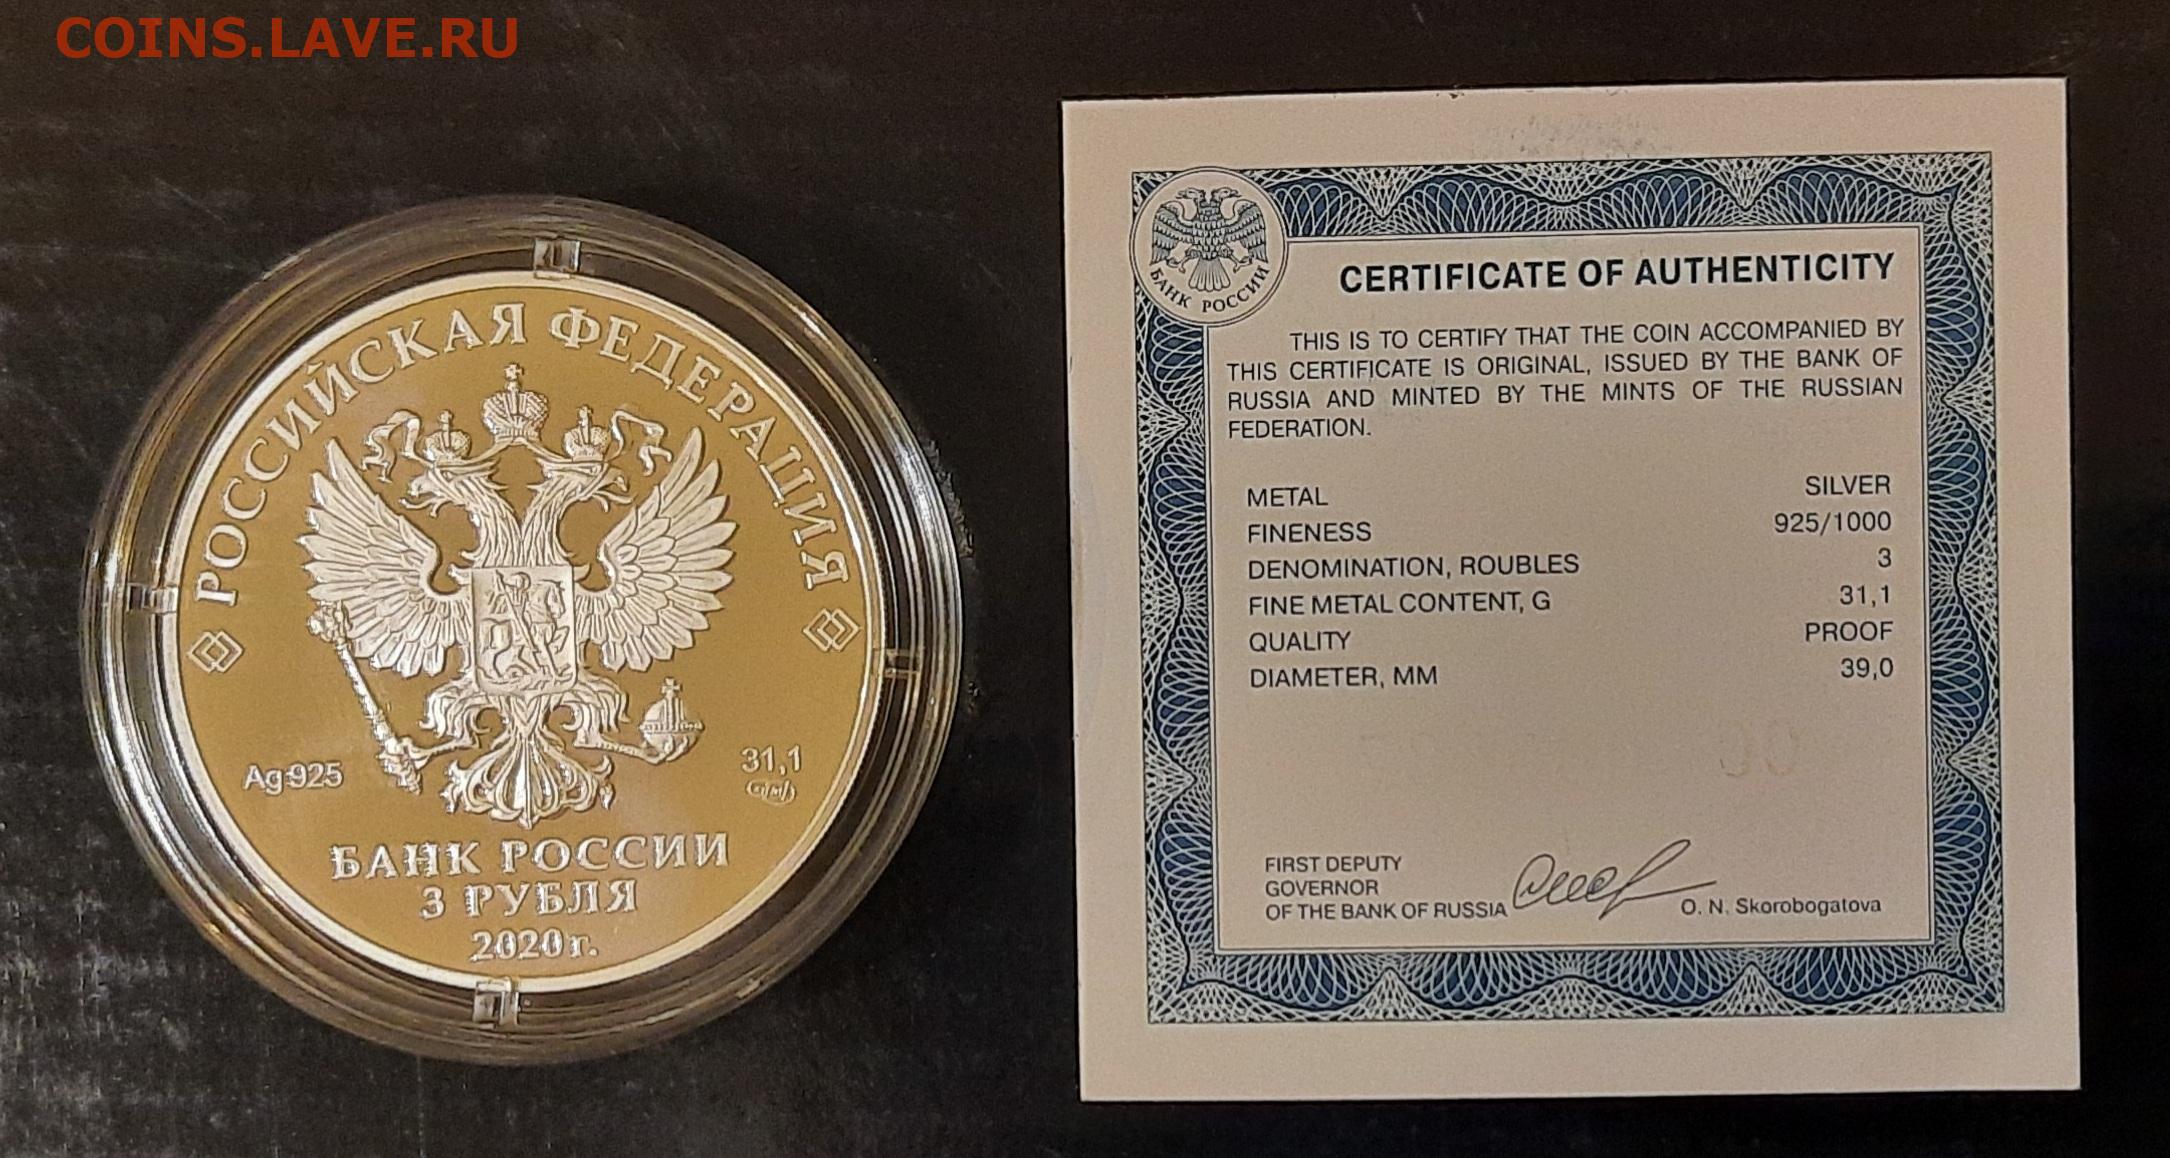 COINS.LAVE.RU
РОССИЙСКАЯ ФЕДЕРАЦИЯ
Ag 925
31,1
БАНК РОССИИ
3 РУБЛЯ
2020 г.
БАНК РОССИИ
CERTIFICATE OF AUTHENTICITY
THIS IS TO CERTIFY THAT THE COIN ACCOMPANIED BY
THIS CERTIFICATE IS ORIGINAL, ISSUED BY THE BANK OF
RUSSIA AND MINTED BY THE MINTS OF THE RUSSIAN
FEDERATION.
METAL SILVER
FINENESS 925/1000
DENOMINATION, ROUBLES 3
FINE METAL CONTENT, G 31,1
QUALITY PROOF
DIAMETER, MM 39,0
FIRST DEPUTY
GOVERNOR
OF THE BANK OF RUSSIA O. N. Skorobogatova